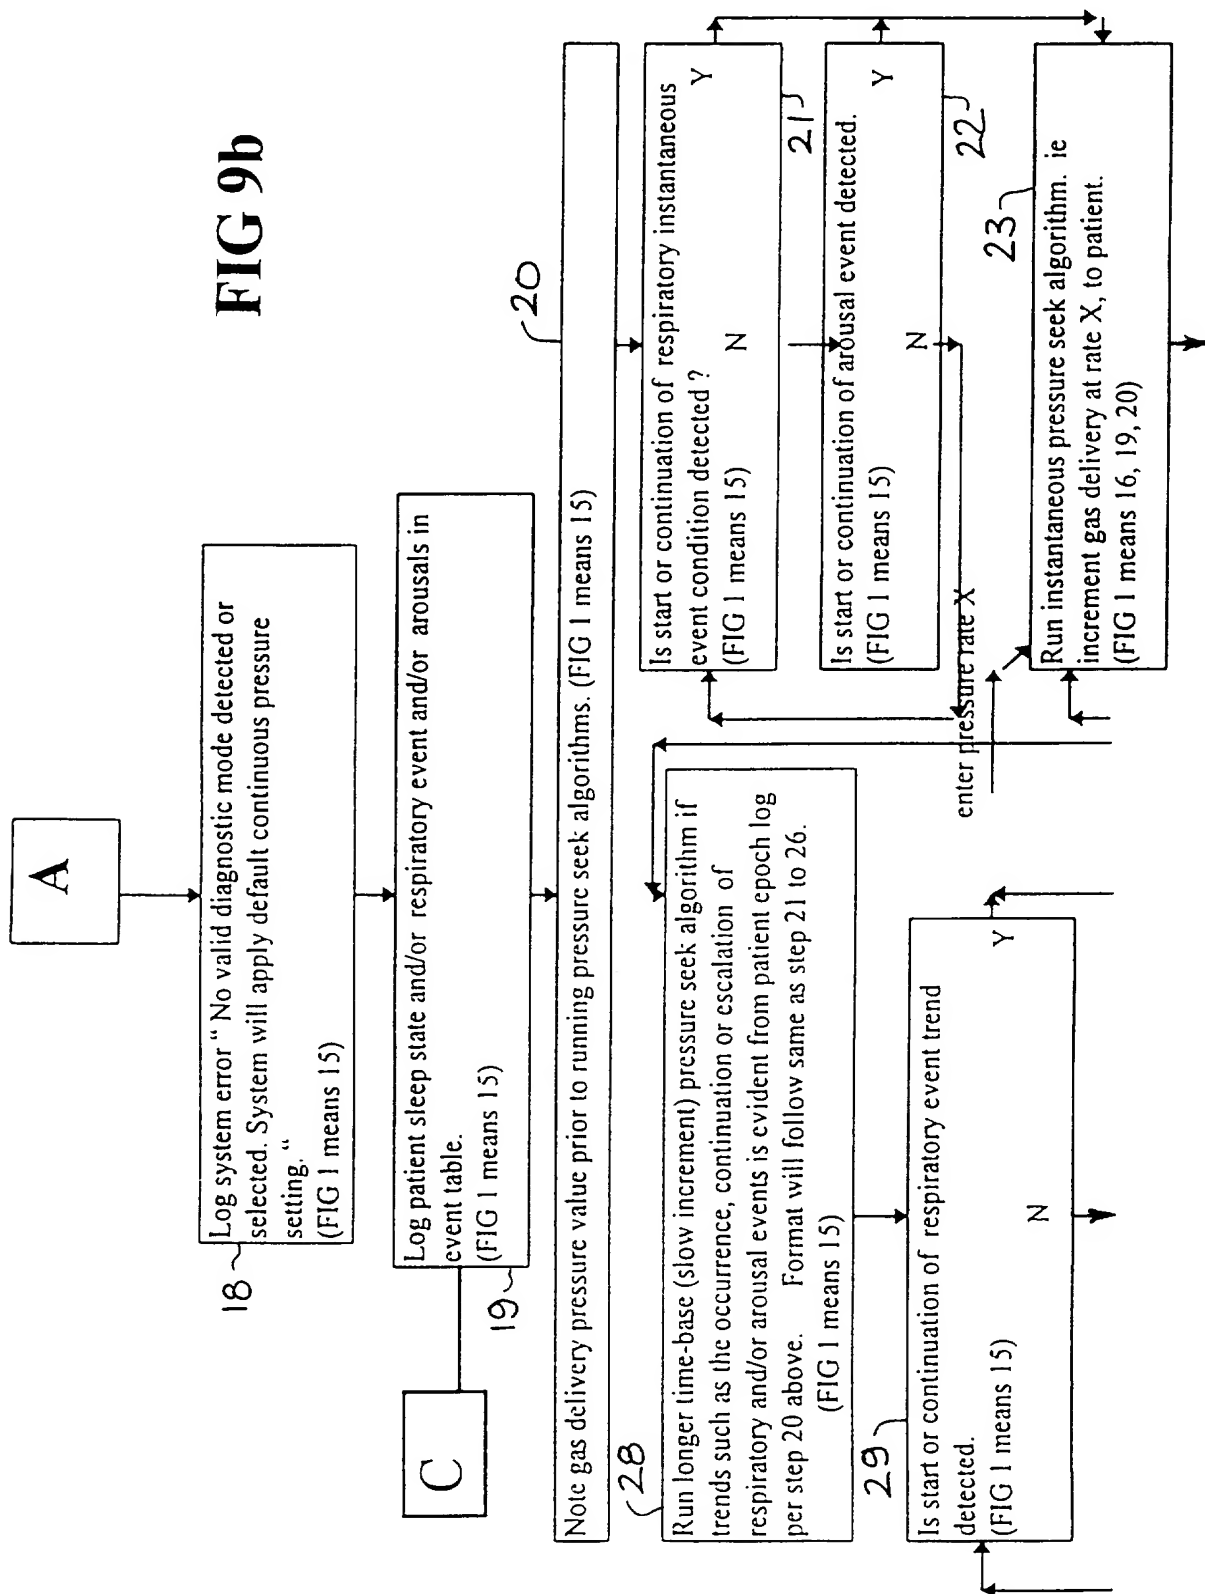 FIG 9b
A
Log system error “ No valid diagnostic mode detected or
selected. System will apply default continuous pressure
setting. “
(FIG 1 means 15)
18
Log patient sleep state and/or respiratory event and/or arousals in
event table.
(FIG 1 means 15)
19
C
20
Note gas delivery pressure value prior to running pressure seek algorithms. (FIG 1 means 15)
Is start or continuation of respiratory instantaneous
event condition detected ?
(FIG 1 means 15)
Y
N
21
Is start or continuation of arousal event detected.
(FIG 1 means 15)
Y
N
22
enter pressure rate X
23
Run instantaneous pressure seek algorithm. ie
increment gas delivery at rate X, to patient.
(FIG 1 means 16, 19, 20)
28
Run longer time-base (slow increment) pressure seek algorithm if
trends such as the occurrence, continuation or escalation of
respiratory and/or arousal events is evident from patient epoch log
per step 20 above. Format will follow same as step 21 to 26.
(FIG 1 means 15)
29
Is start or continuation of respiratory event trend
detected.
(FIG 1 means 15)
Y
N